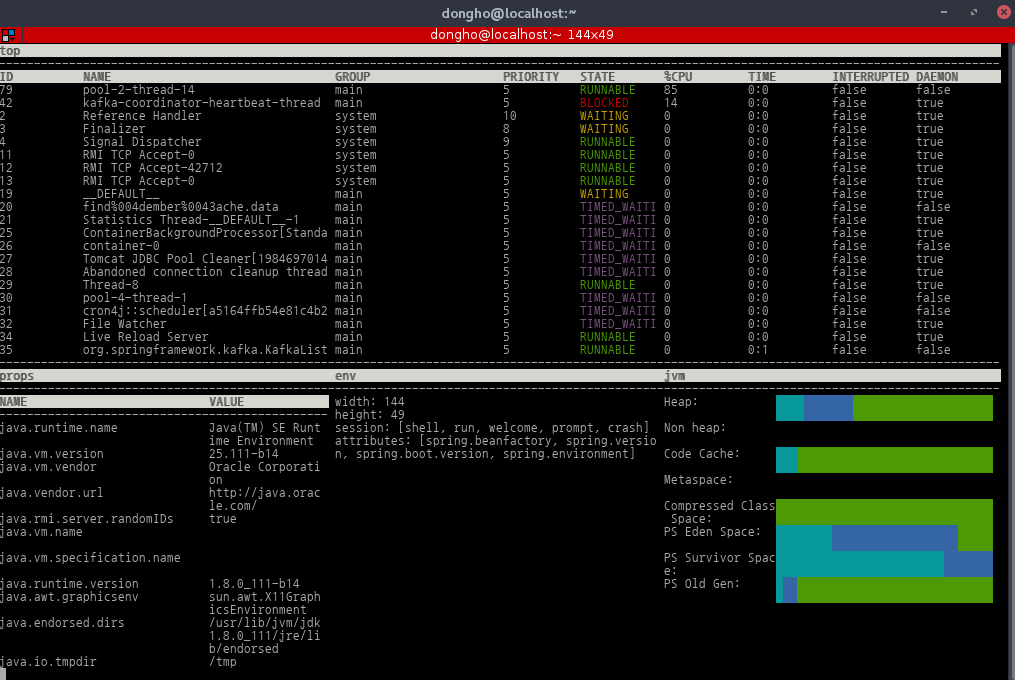 dongho@localhost:~
dongho@localhost:~ 144×49
top
ID NAME GROUP PRIORITY STATE %CPU TIME INTERRUPTED DAEMON
79 pool-2-thread-14 main 5 RUNNABLE 85 0:0 false false
42 kafka-coordinator-heartbeat-thread main 5 BLOCKED 14 0:0 false true
2 Reference Handler system 10 WAITING 0 0:0 false true
3 Finalizer system 8 WAITING 0 0:0 false true
4 Signal Dispatcher system 9 RUNNABLE 0 0:0 false true
11 RMI TCP Accept-0 system 5 RUNNABLE 0 0:0 false true
12 RMI TCP Accept-42712 system 5 RUNNABLE 0 0:0 false true
13 RMI TCP Accept-0 system 5 RUNNABLE 0 0:0 false true
19 __DEFAULT__ main 5 WAITING 0 0:0 false true
20 find%004dember%0043ache.data main 5 TIMED_WAITI 0 0:0 false false
21 Statistics Thread-__DEFAULT__-1 main 5 TIMED_WAITI 0 0:0 false true
25 ContainerBackgroundProcessor[Standa main 5 TIMED_WAITI 0 0:0 false true
26 container-0 main 5 TIMED_WAITI 0 0:0 false false
27 Tomcat JDBC Pool Cleaner[1984697014 main 5 TIMED_WAITI 0 0:0 false true
28 Abandoned connection cleanup thread main 5 TIMED_WAITI 0 0:0 false true
29 Thread-8 main 5 RUNNABLE 0 0:0 false true
30 pool-4-thread-1 main 5 TIMED_WAITI 0 0:0 false false
31 cron4j::scheduler[a5164ffb54e81c4b2 main 5 TIMED_WAITI 0 0:0 false false
32 File Watcher main 5 TIMED_WAITI 0 0:0 false true
34 Live Reload Server main 5 RUNNABLE 0 0:0 false true
35 org.springframework.kafka.KafkaList main 5 RUNNABLE 0 0:1 false false
props env jvm
NAME VALUE
java.runtime.name Java(TM) SE Runt
ime Environment
java.vm.version 25.111-b14
java.vm.vendor Oracle Corporati
on
java.vendor.url http://java.orac
le.com/
java.rmi.server.randomIDs true
java.vm.name
java.vm.specification.name
java.runtime.version 1.8.0_111-b14
java.awt.graphicsenv sun.awt.X11Graph
icsEnvironment
java.endorsed.dirs /usr/lib/jvm/jdk
1.8.0_111/jre/li
b/endorsed
java.io.tmpdir /tmp
width: 144
height: 49
session: [shell, run, welcome, prompt, crash]
attributes: [spring.beanfactory, spring.versio
n, spring.boot.version, spring.environment]
Heap:
Non heap:
Code Cache:
Metaspace:
Compressed Class
Space:
PS Eden Space:
PS Survivor Spac
e:
PS Old Gen: